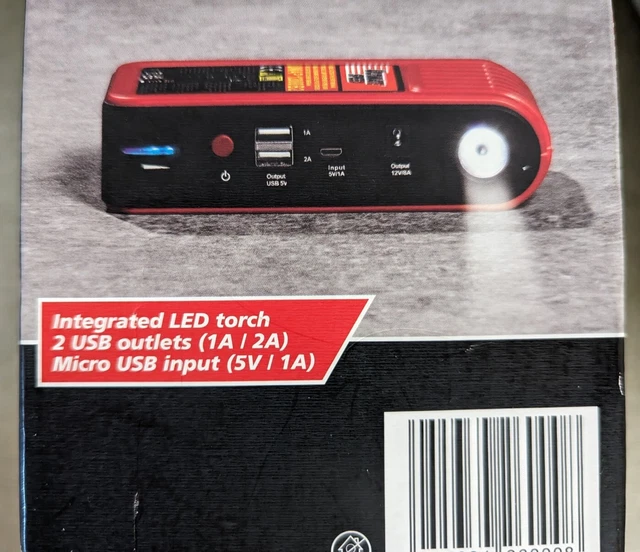 1A
2A
Output
USB 5V
Input
5V/1A
Output
12V/8A
Integrated LED torch
2 USB outlets (1A / 2A)
Micro USB input (5V / 1A)